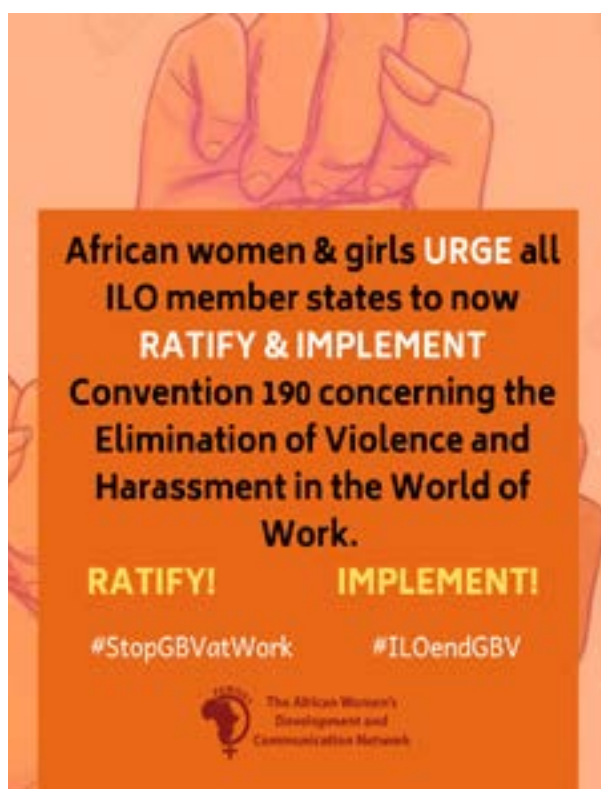 African women & girls URGE all
ILO member states to now
RATIFY & IMPLEMENT
Convention 190 concerning the
Elimination of Violence and
Harassment in the World of
Work.
RATIFY! IMPLEMENT!
#StopGBVatWork #ILOendGBV
The African Women's
Development and
Communication Network